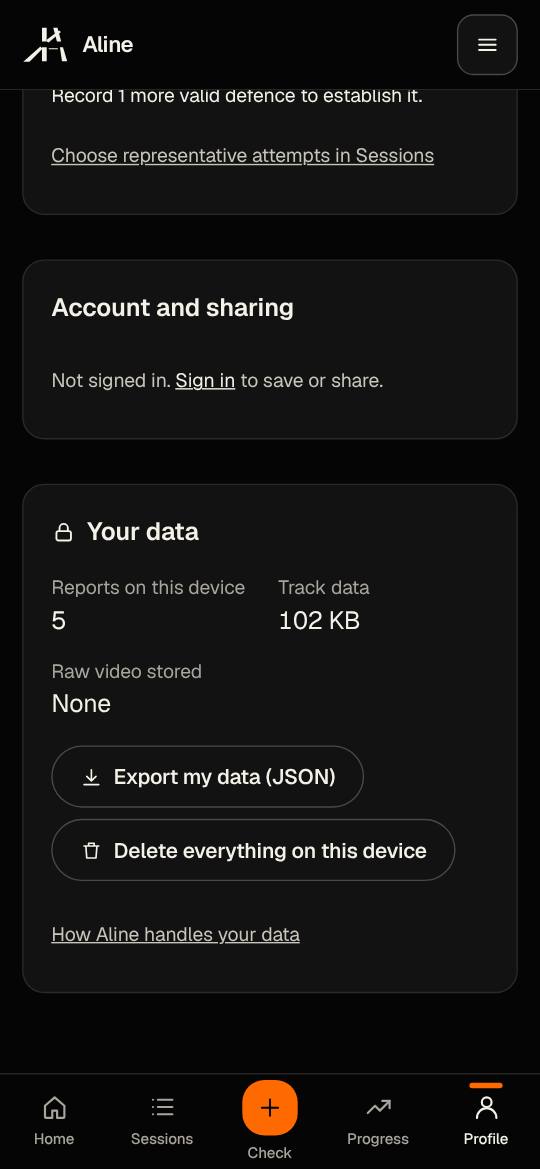 Aline
Record 1 more valid defence to establish it.
Choose representative attempts in Sessions
Account and sharing
Not signed in. Sign in to save or share.
Your data
Reports on this device
5
Track data
102 KB
Raw video stored
None
Export my data (JSON)
Delete everything on this device
How Aline handles your data
Home
Sessions
Check
Progress
Profile